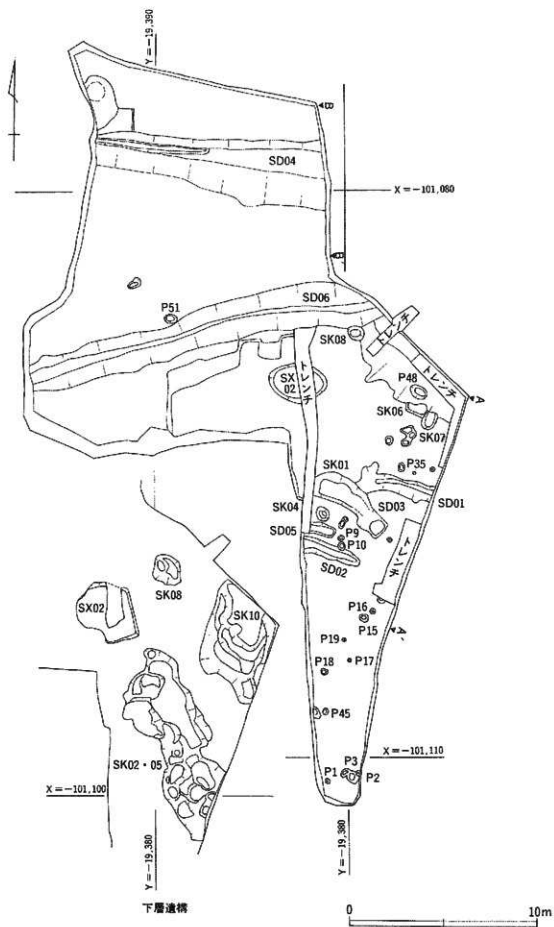 Y=-19,390
B
SD04
X=-101,080
B'
SD06
P51
SK08
トレンチ
トレンチ
トレンチ
SX
02
P48
A
SK06
SK07
SK01
P35
SK04
SD03
SD01
SD05
P9
P10
SD02
トレンチ
SK08
SX02
SK10
P16
P15
P19
A'
P18
P17
P45
SK02・05
X=-101,110
P3
P1
P2
X=-101,100
Y=-19,380
Y=-19,380
下層遺構
0
10m